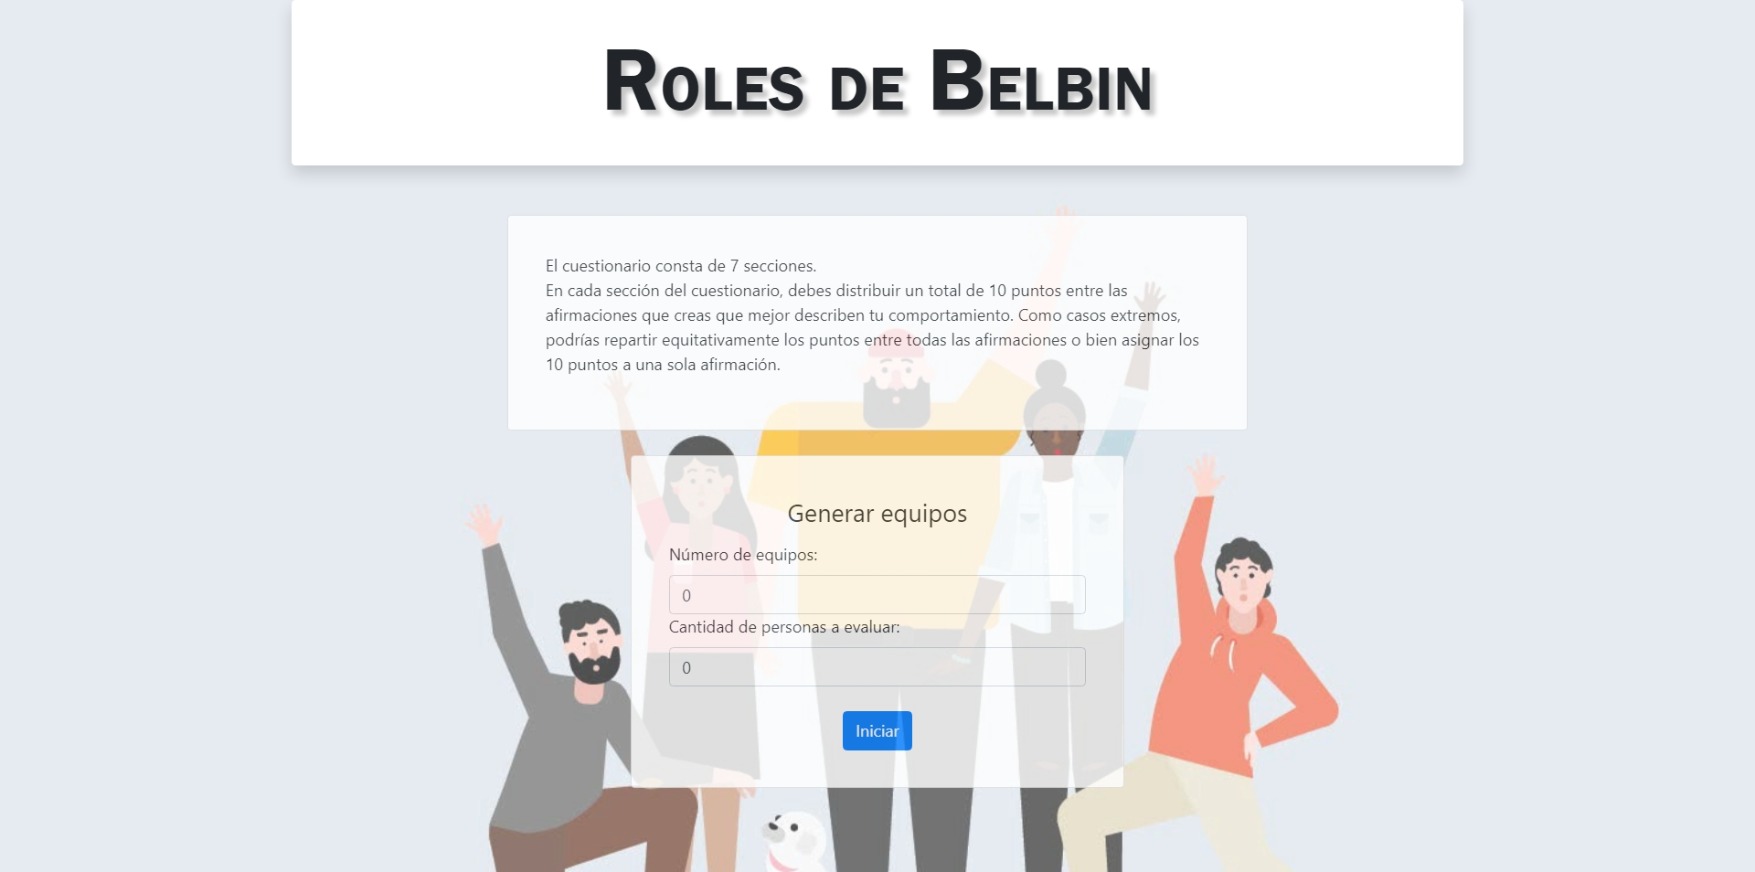 Roles de Belbin
El cuestionario consta de 7 secciones.
En cada sección del cuestionario, debes distribuir un total de 10 puntos entre las
afirmaciones que creas que mejor describen tu comportamiento. Como casos extremos,
podrías repartir equitativamente los puntos entre todas las afirmaciones o bien asignar los
10 puntos a una sola afirmación.
Generar equipos
Número de equipos:
0
Cantidad de personas a evaluar:
0
Iniciar